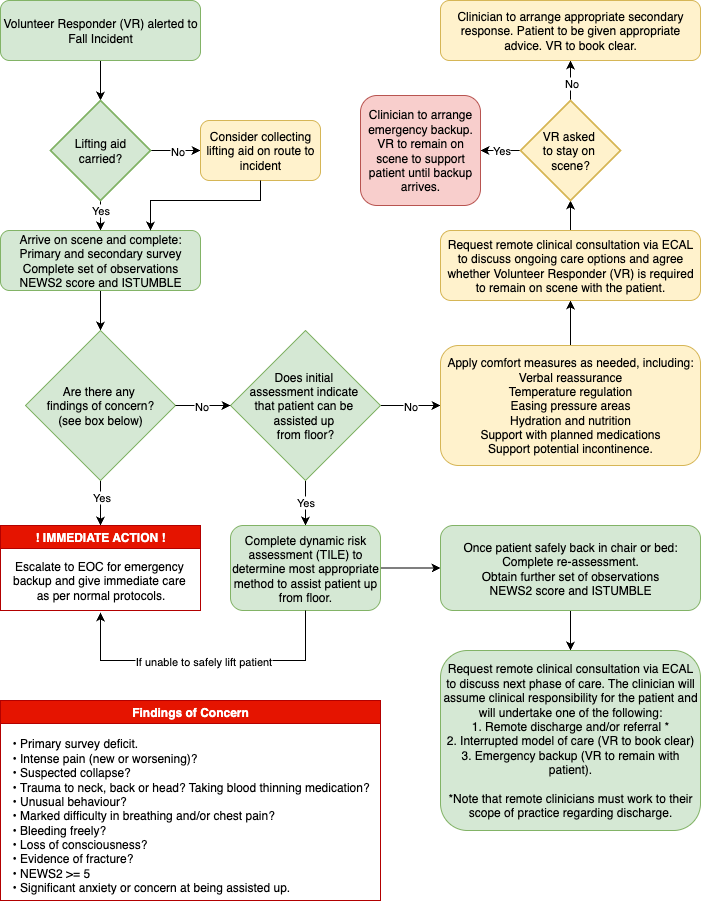 Volunteer Responder (VR) alerted to
Fall Incident
Lifting aid
carried?
No
Consider collecting
lifting aid on route to
incident
Yes
Arrive on scene and complete:
Primary and secondary survey
Complete set of observations
NEWS2 score and ISTUMBLE
Are there any
findings of concern?
(see box below)
No
Does initial
assessment indicate
that patient can be
assisted up
from floor?
No
Apply comfort measures as needed, including:
Verbal reassurance
Temperature regulation
Easing pressure areas
Hydration and nutrition
Support with planned medications
Support potential incontinence.
Request remote clinical consultation via ECAL
to discuss ongoing care options and agree
whether Volunteer Responder (VR) is required
to remain on scene with the patient.
VR asked
to stay on
scene?
Yes
Clinician to arrange
emergency backup.
VR to remain on
scene to support
patient until backup
arrives.
No
Clinician to arrange appropriate secondary
response. Patient to be given appropriate
advice. VR to book clear.
Yes
! IMMEDIATE ACTION !
Escalate to EOC for emergency
backup and give immediate care
as per normal protocols.
Yes
Complete dynamic risk
assessment (TILE) to
determine most appropriate
method to assist patient up
from floor.
If unable to safely lift patient
Once patient safely back in chair or bed:
Complete re-assessment.
Obtain further set of observations
NEWS2 score and ISTUMBLE
Request remote clinical consultation via ECAL
to discuss next phase of care. The clinician will
assume clinical responsibility for the patient and
will undertake one of the following:
1. Remote discharge and/or referral *
2. Interrupted model of care (VR to book clear)
3. Emergency backup (VR to remain with
patient).
*Note that remote clinicians must work to their
scope of practice regarding discharge.
Findings of Concern
• Primary survey deficit.
• Intense pain (new or worsening)?
• Suspected collapse?
• Trauma to neck, back or head? Taking blood thinning medication?
• Unusual behaviour?
• Marked difficulty in breathing and/or chest pain?
• Bleeding freely?
• Loss of consciousness?
• Evidence of fracture?
• NEWS2 >= 5
• Significant anxiety or concern at being assisted up.